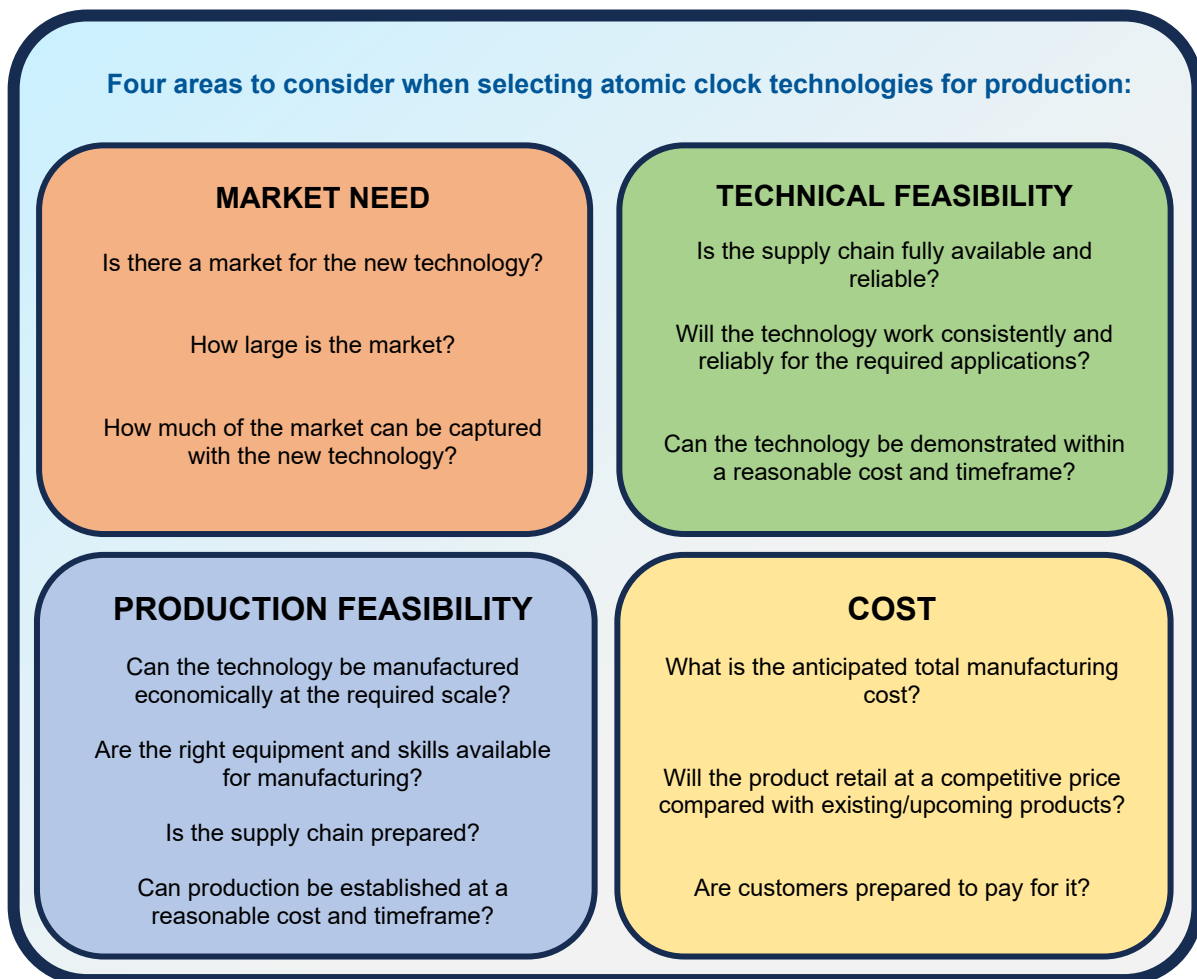 Four areas to consider when selecting atomic clock technologies for production:
MARKET NEED
Is there a market for the new technology?
How large is the market?
How much of the market can be captured
with the new technology?
TECHNICAL FEASIBILITY
Is the supply chain fully available and
reliable?
Will the technology work consistently and
reliably for the required applications?
Can the technology be demonstrated within
a reasonable cost and timeframe?
PRODUCTION FEASIBILITY
Can the technology be manufactured
economically at the required scale?
Are the right equipment and skills available
for manufacturing?
Is the supply chain prepared?
Can production be established at a
reasonable cost and timeframe?
COST
What is the anticipated total manufacturing
cost?
Will the product retail at a competitive price
compared with existing/upcoming products?
Are customers prepared to pay for it?